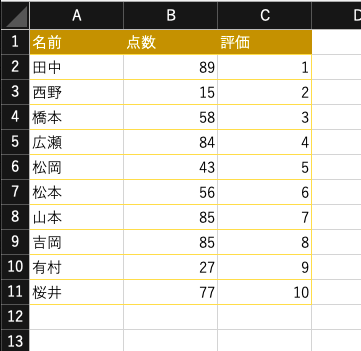 A B C D
1 名前 点数 評価
2 田中 89 1
3 西野 15 2
4 橋本 58 3
5 広瀬 84 4
6 松岡 43 5
7 松本 56 6
8 山本 85 7
9 吉岡 85 8
10 有村 27 9
11 桜井 77 10
12
13